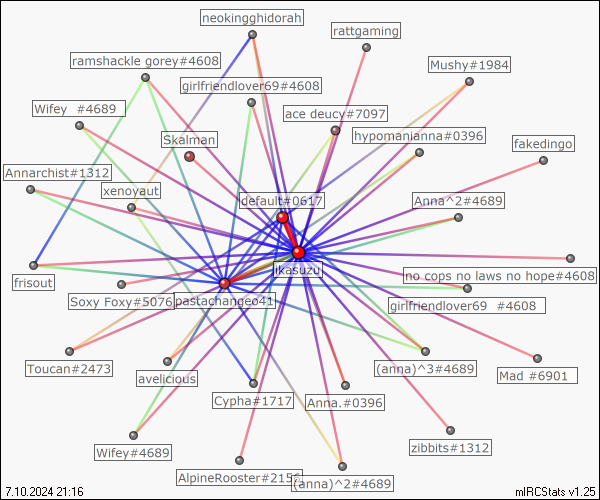 neokingghidorah
rattgaming
ramshackle gorey#4608
Mushy#1984
girlfriendlover69#4608
Wifey #4689
ace deucy#7097
Skalman
hypomanianna#0396
fakedingo
Annarchist#1312
xenoyaut
default#0617
Anna^2#4689
jikasuzu
no cops no laws no hope#4608
frisout
Soxy Foxy#5076
pastachangeo41
girlfriendlover69 #4608
Toucan#2473
avelicious
(anna)^3#4689
Mad #6901
Cypha#1717
Anna.#0396
zibbits#1312
Wifey#4689
AlpineRooster#2156
(anna)^2#4689
7.10.2024 21:16
mIRCStats v1.25